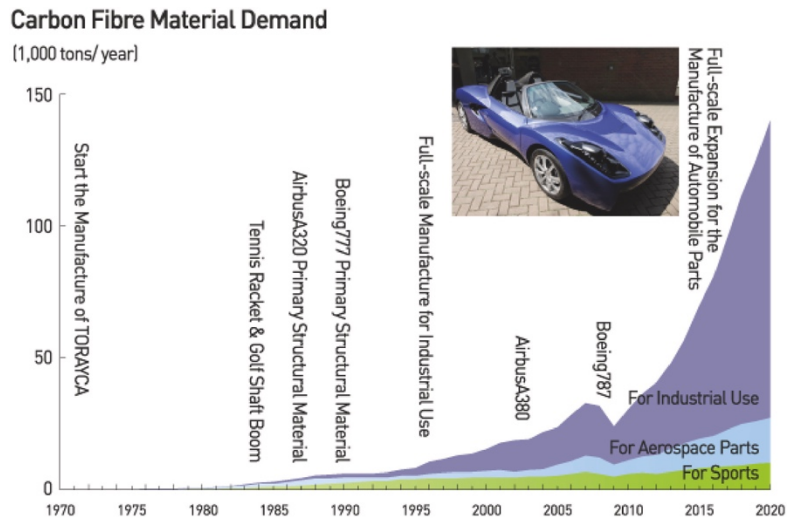 Carbon Fibre Material Demand
(1,000 tons/ year)
150
100
50
0
Start the Manufacture of TORAYCA
Tennis Racket & Golf Shaft Boom
AirbusA320 Primary Structural Material
Boeing777 Primary Structural Material
Full-scale Manufacture for Industrial Use
AirbusA380
Boeing787
Full-scale Expansion for the
Manufacture of Automobile Parts
For Industrial Use
For Aerospace Parts
For Sports
1970 1975 1980 1985 1990 1995 2000 2005 2010 2015 2020